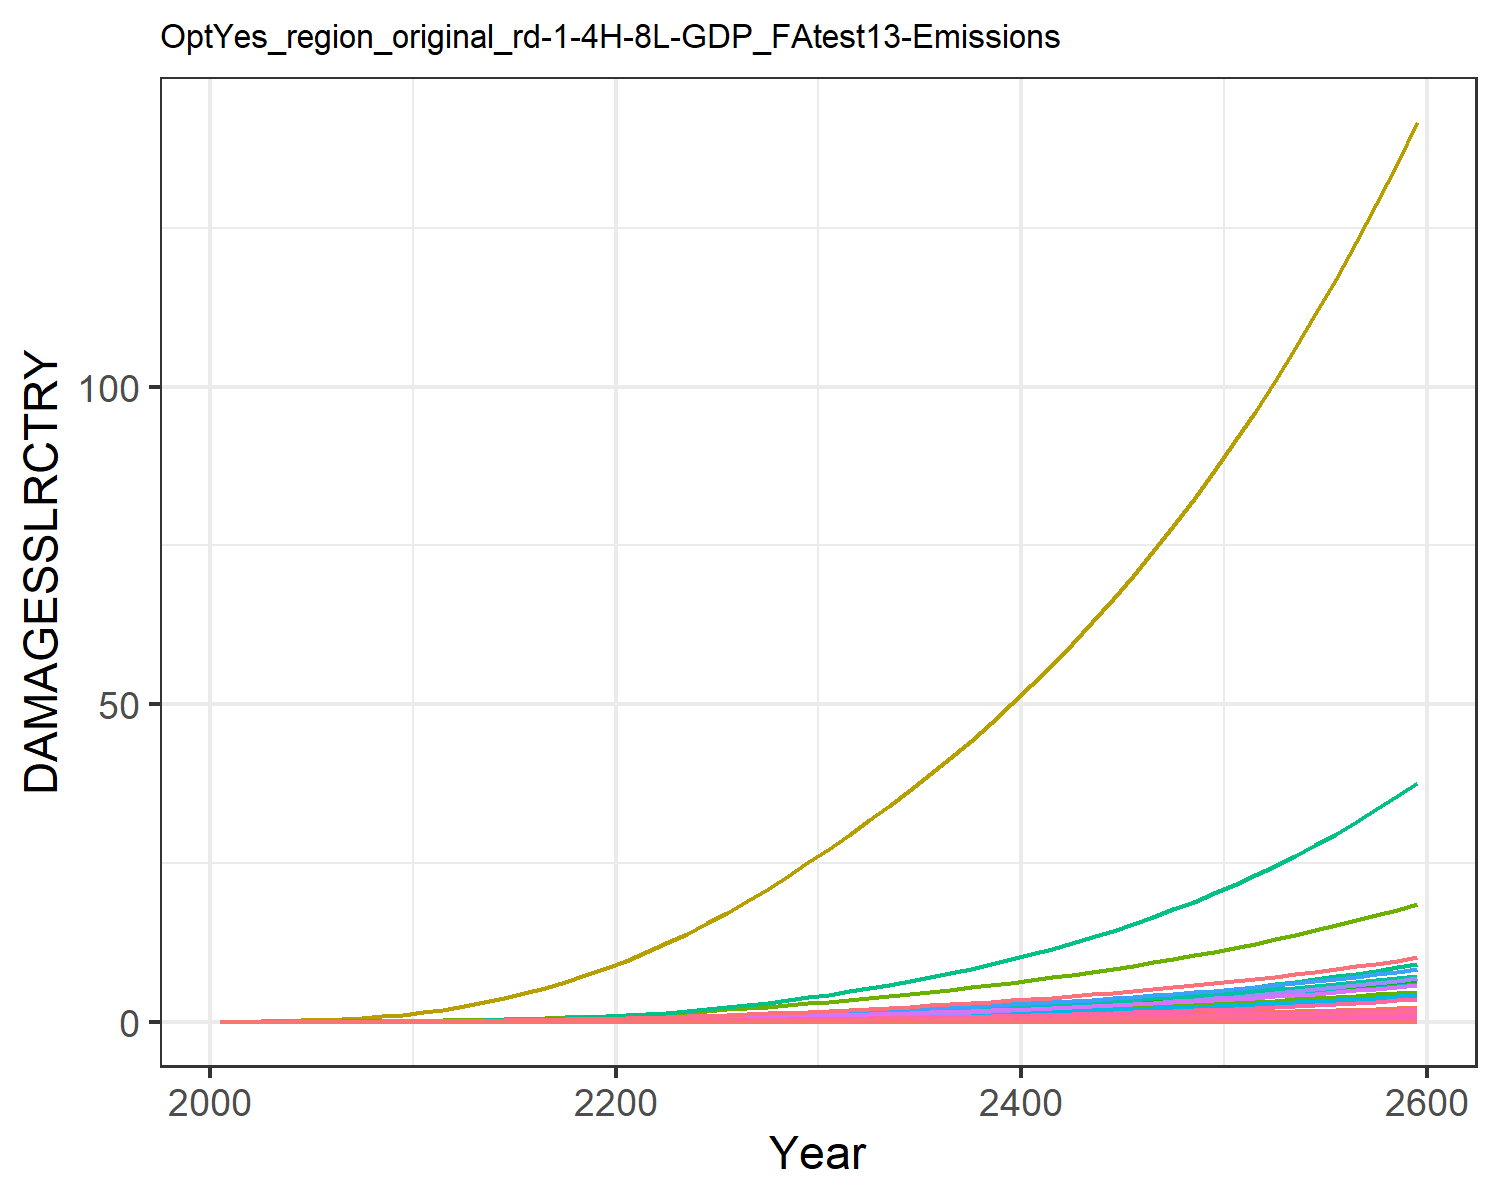 OptYes_region_original_rd-1-4H-8L-GDP_FAtest13-Emissions
DAMAGESSLRCTRY
100
50
0
2000
2200
2400
2600
Year